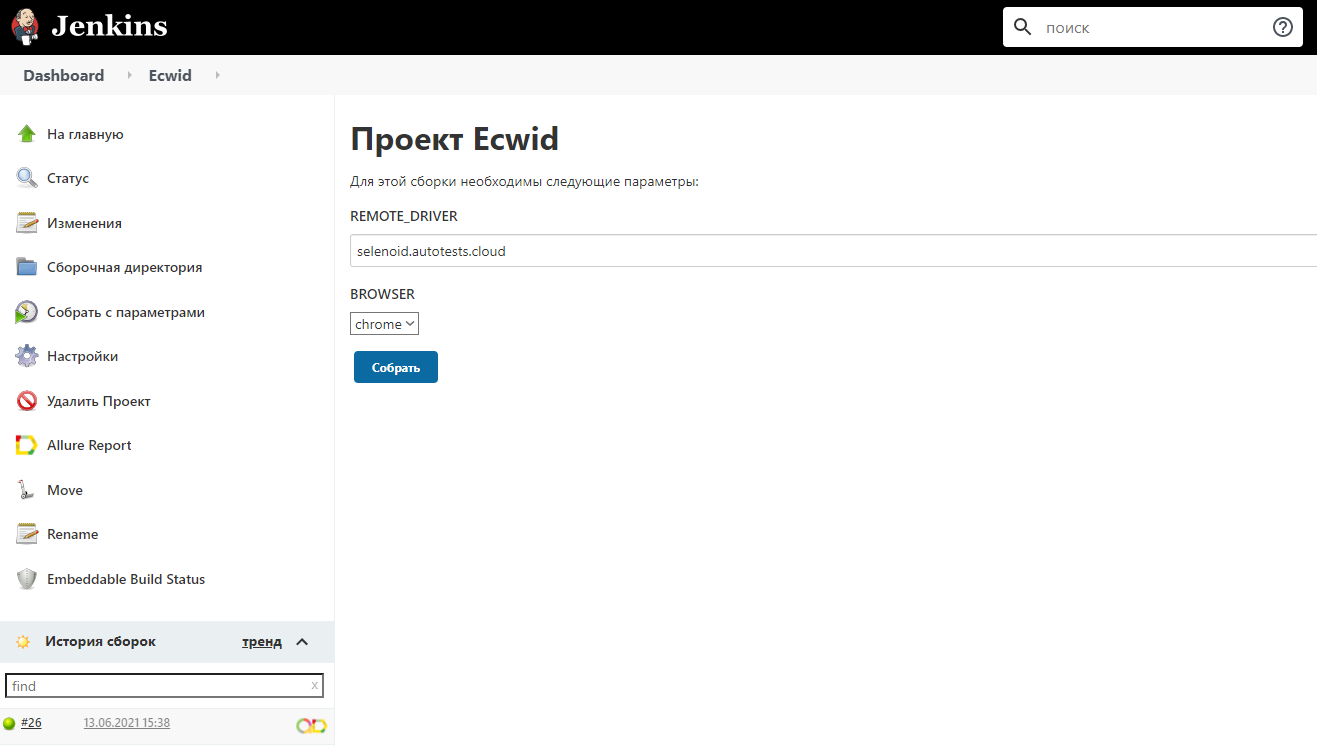 Jenkins
поиск
Dashboard
Ecwid
На главную
Статус
Изменения
Сборочная директория
Собрать с параметрами
Настройки
Удалить Проект
Allure Report
Move
Rename
Embeddable Build Status
История сборок
тренд
find
x
#26
13.06.2021 15:38
Проект Ecwid
Для этой сборки необходимы следующие параметры:
REMOTE_DRIVER
selenoid.autotests.cloud
BROWSER
chrome
Собрать